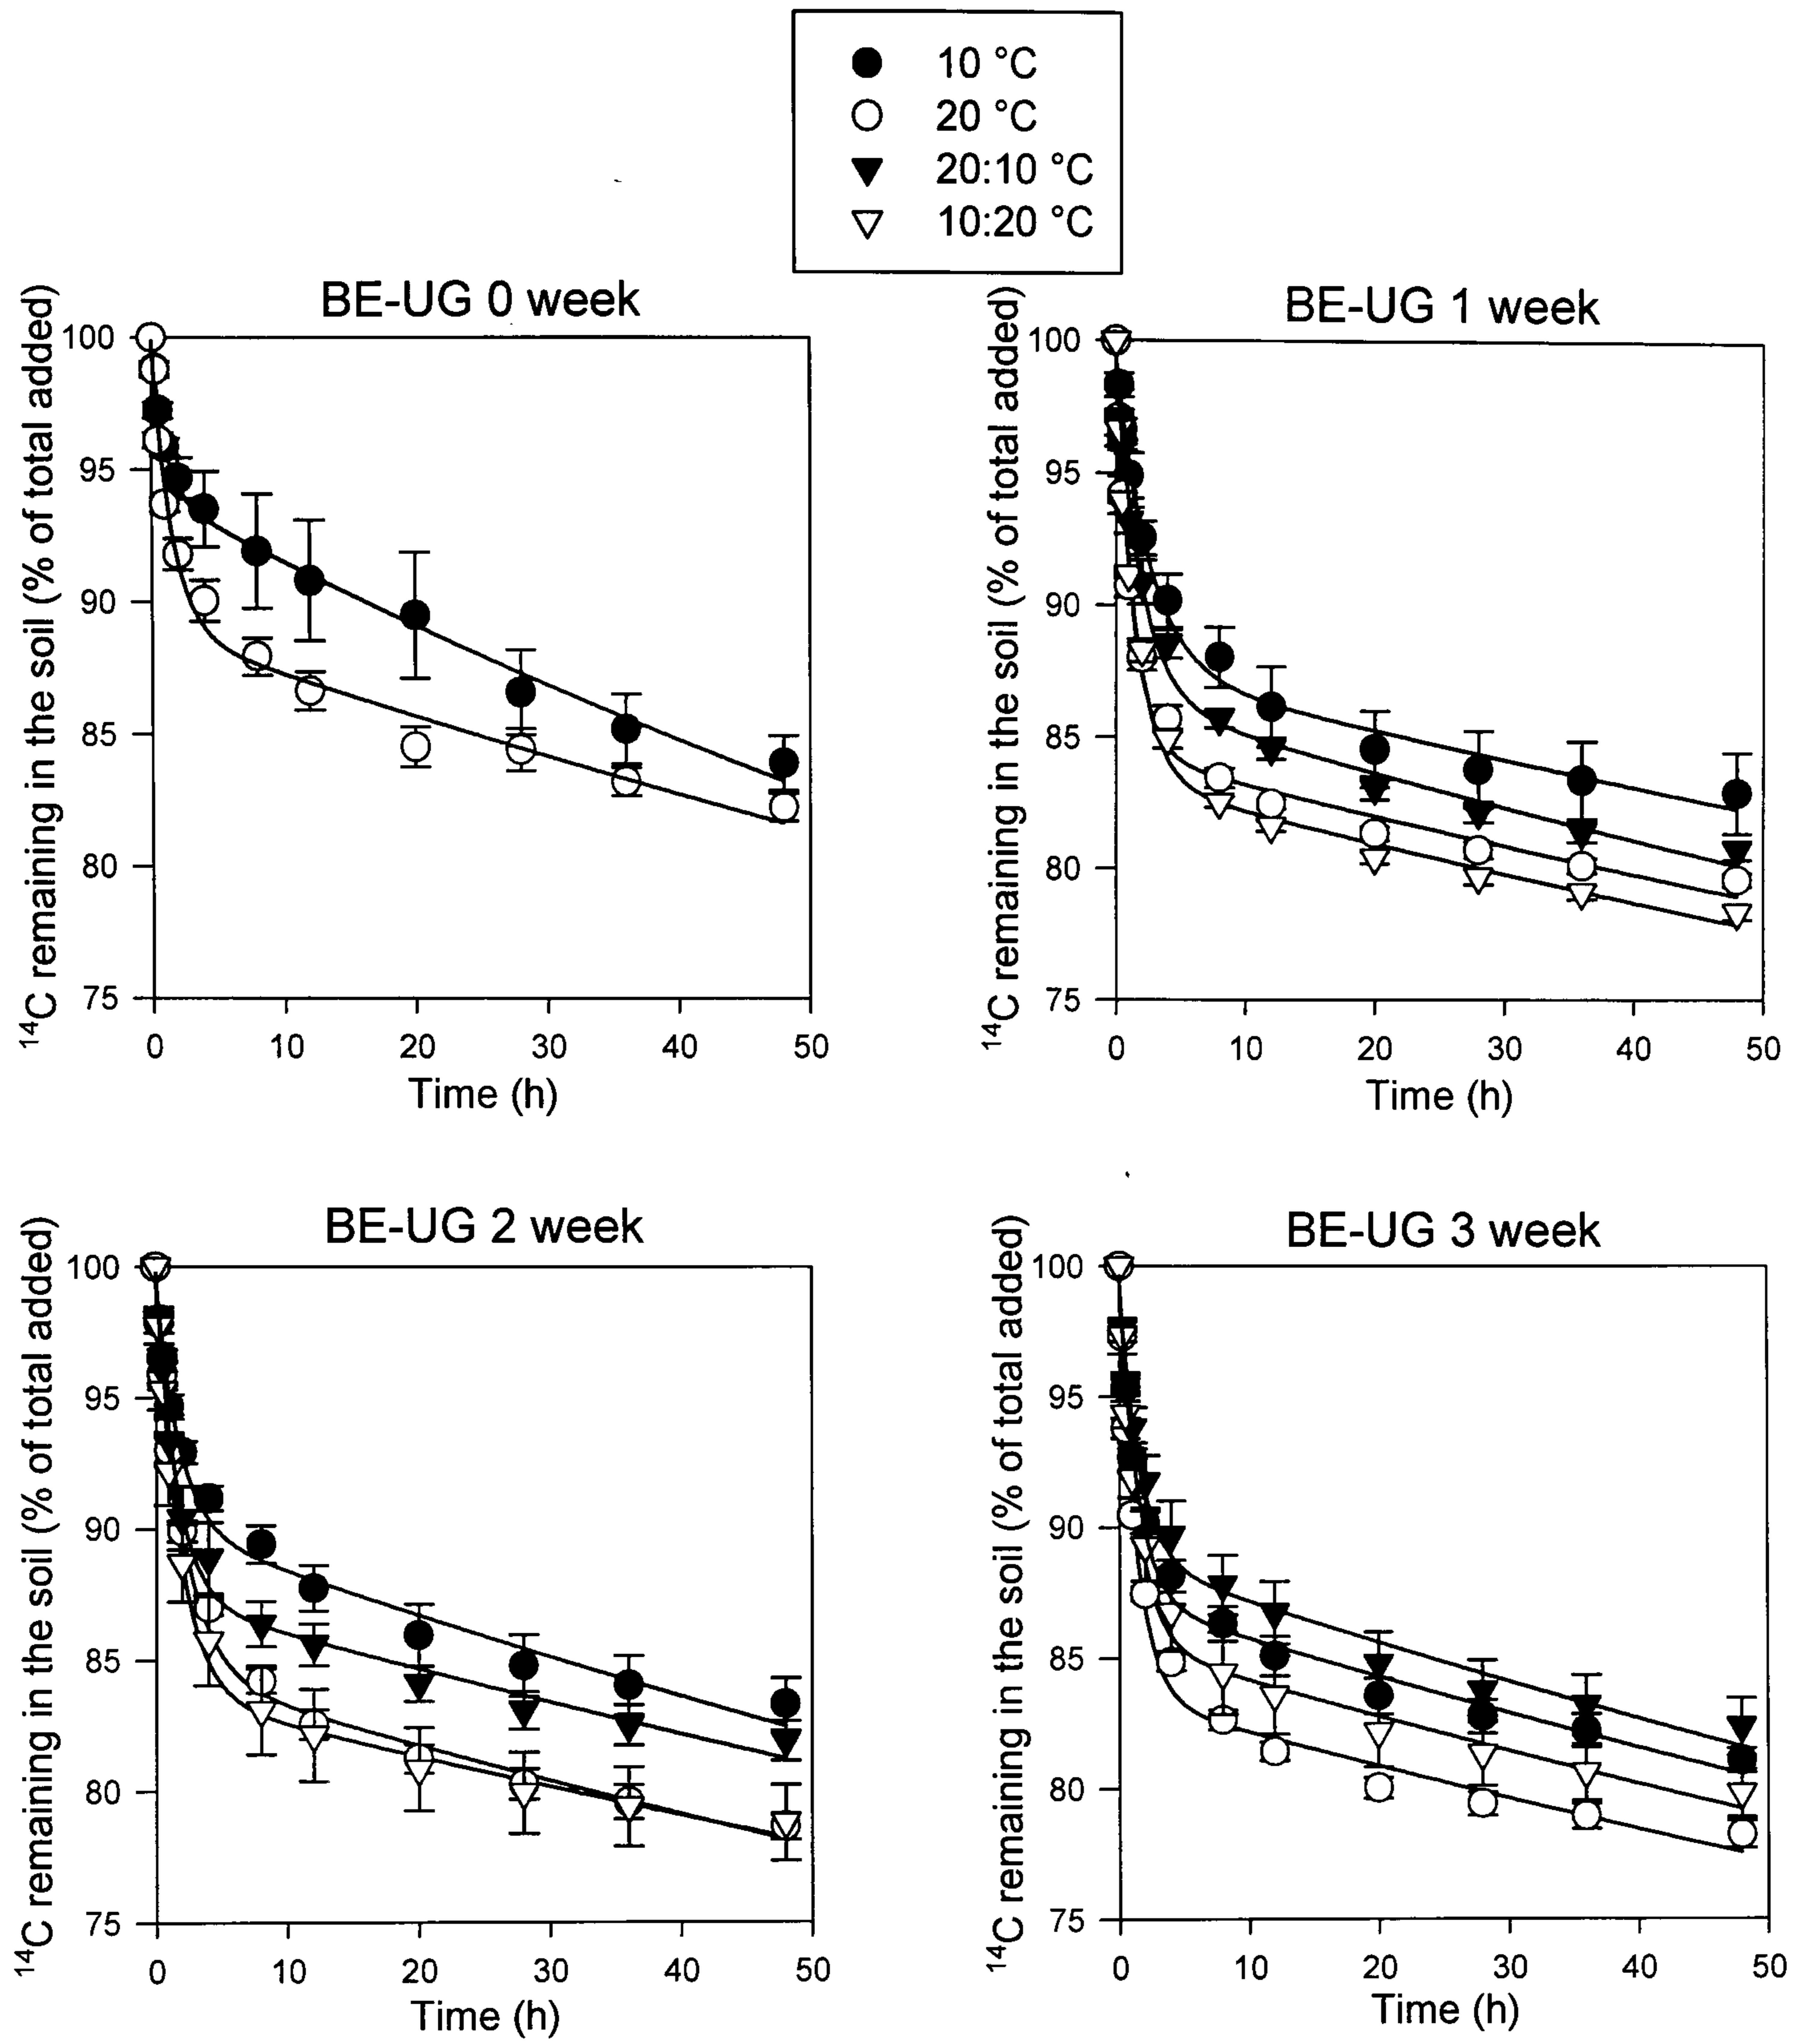 10 °C
20 °C
20:10 °C
10:20 °C
BE-UG 0 week
¹⁴C remaining in the soil (% of total added)
100
95
90
85
80
75
0 10 20 30 40 50
Time (h)
BE-UG 1 week
¹⁴C remaining in the soil (% of total added)
100
95
90
85
80
75
0 10 20 30 40 50
Time (h)
BE-UG 2 week
¹⁴C remaining in the soil (% of total added)
100
95
90
85
80
75
0 10 20 30 40 50
Time (h)
BE-UG 3 week
¹⁴C remaining in the soil (% of total added)
100
95
90
85
80
75
0 10 20 30 40 50
Time (h)